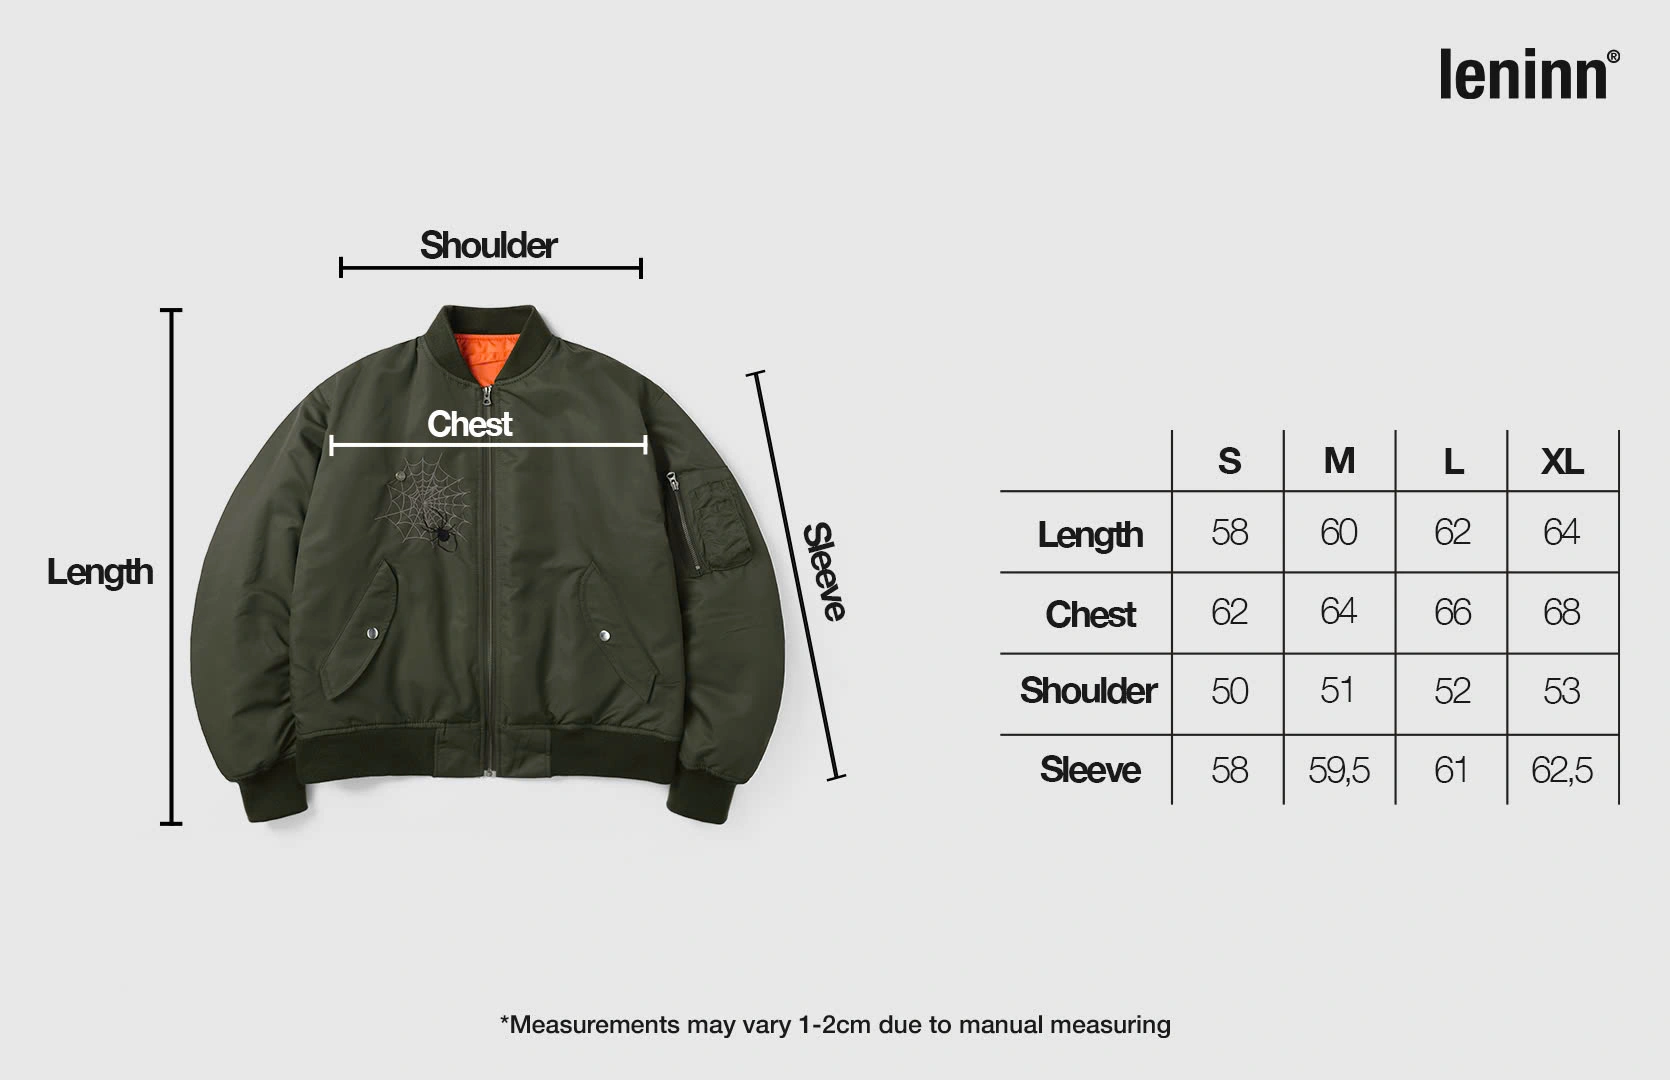 leninn®
Shoulder
Chest
Length
Sleeve
S M L XL
Length 58 60 62 64
Chest 62 64 66 68
Shoulder 50 51 52 53
Sleeve 58 59,5 61 62,5
*Measurements may vary 1-2cm due to manual measuring